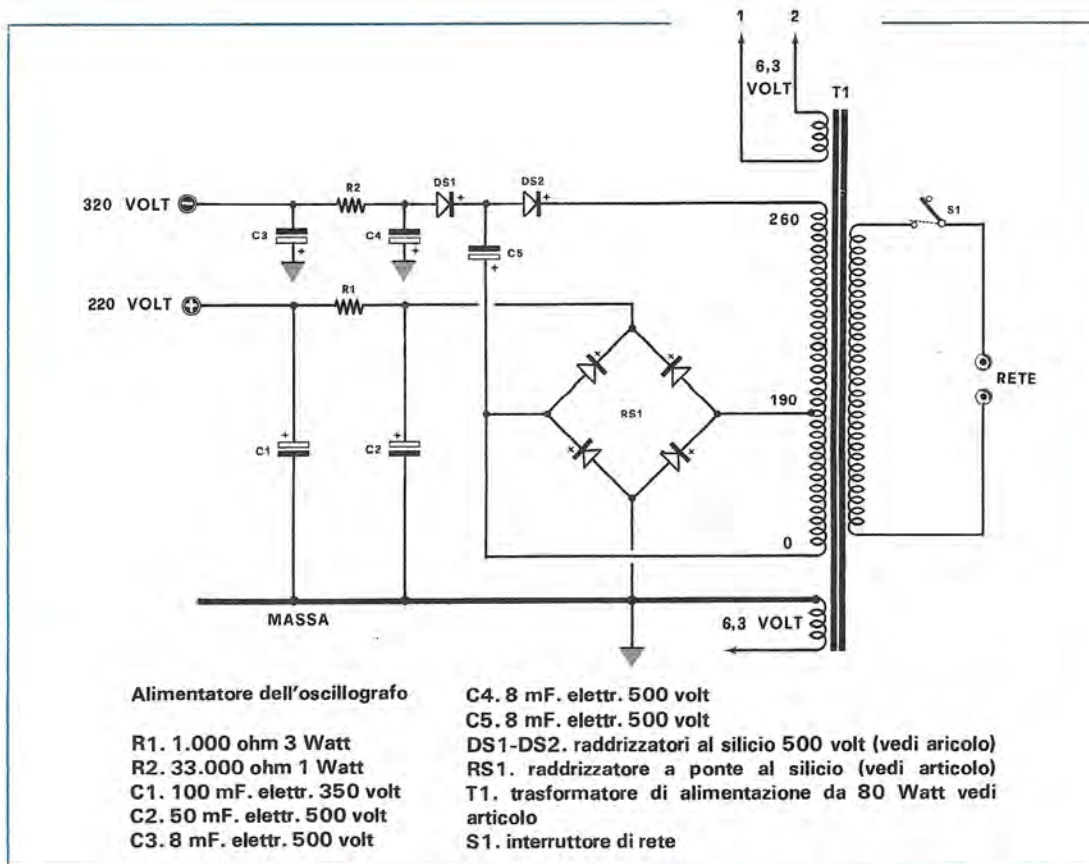 1 2
6,3
VOLT
T1
DS1 DS2
R2
320 VOLT
S1
260
C3
+
C4
+
C5
+
R1
220 VOLT
RETE
190
RS1
C1
+
C2
+
0
MASSA
6,3 VOLT
Alimentatore dell'oscillografo
R1. 1.000 ohm 3 Watt
R2. 33.000 ohm 1 Watt
C1. 100 mF. elettr. 350 volt
C2. 50 mF. elettr. 500 volt
C3. 8 mF. elettr. 500 volt
C4. 8 mF. elettr. 500 volt
C5. 8 mF. elettr. 500 volt
DS1-DS2. raddrizzatori al silicio 500 volt (vedi aricolo)
RS1. raddrizzatore a ponte al silicio (vedi articolo)
T1. trasformatore di alimentazione da 80 Watt vedi
articolo
S1. interruttore di rete